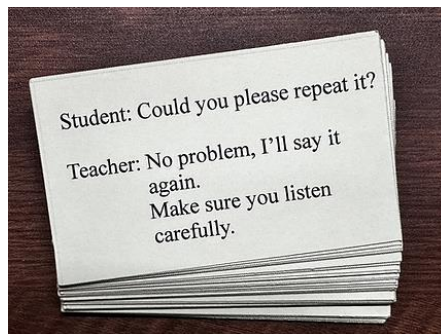 Student: Could you please repeat it?
Teacher: No problem, I’ll say it
again.
Make sure you listen
carefully.